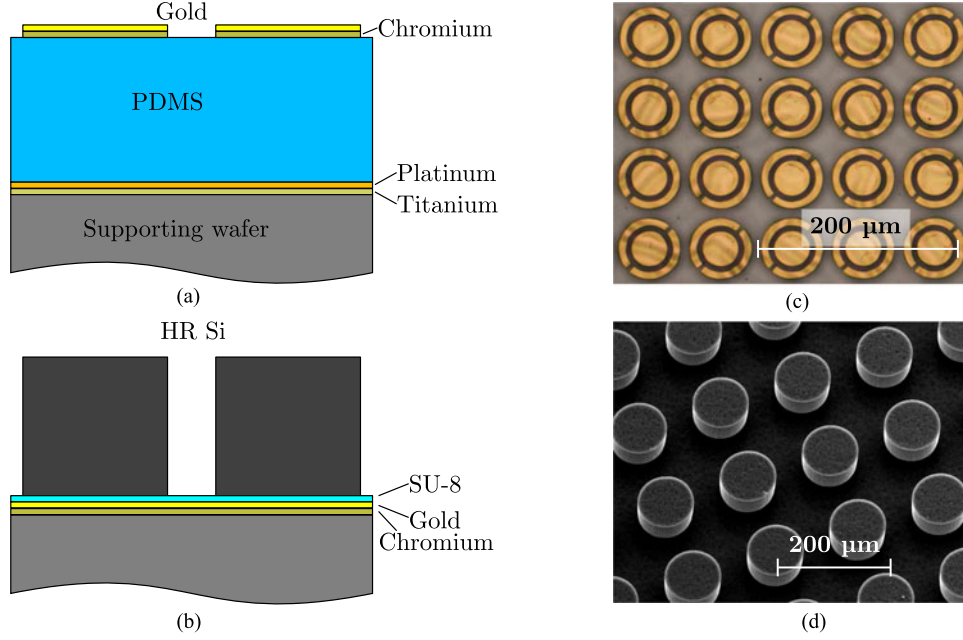 Gold
Chromium
PDMS
Platinum
Titanium
Supporting wafer
(a)
200 µm
(c)
HR Si
SU-8
Gold
Chromium
(b)
200 µm
(d)